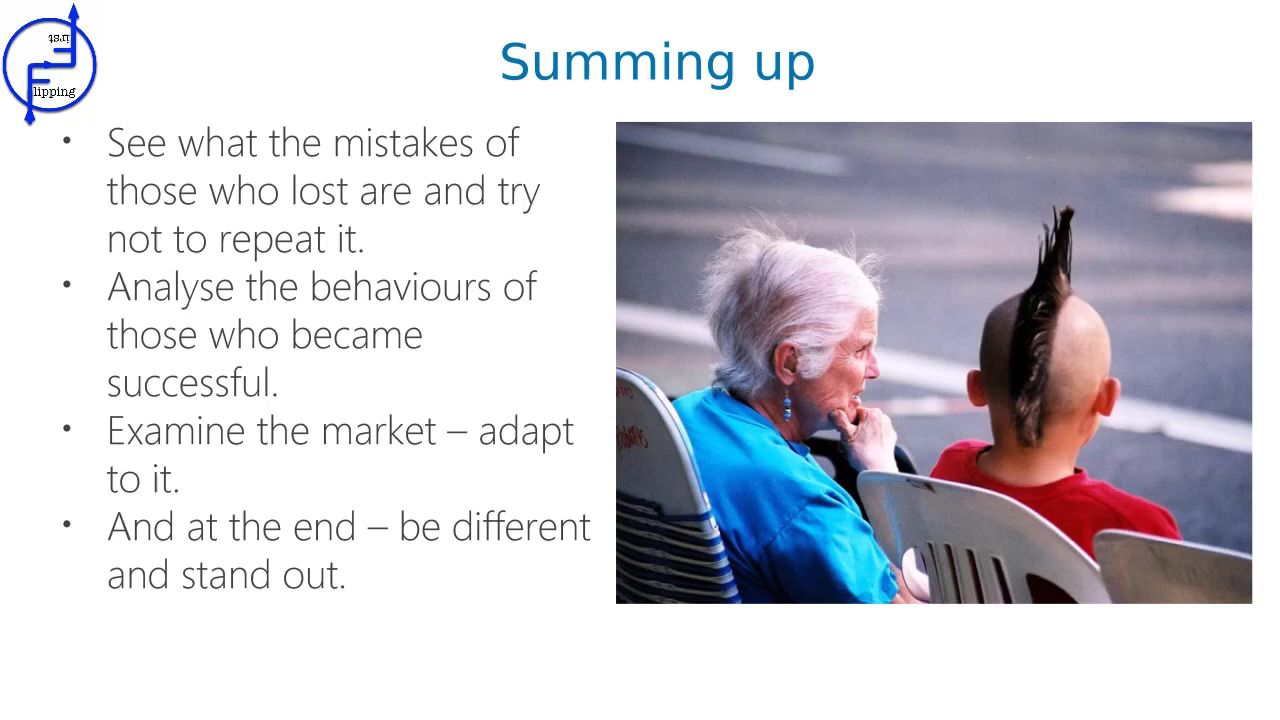 First
Flipping
Summing up
• See what the mistakes of
those who lost are and try
not to repeat it.
• Analyse the behaviours of
those who became
successful.
• Examine the market – adapt
to it.
• And at the end – be different
and stand out.